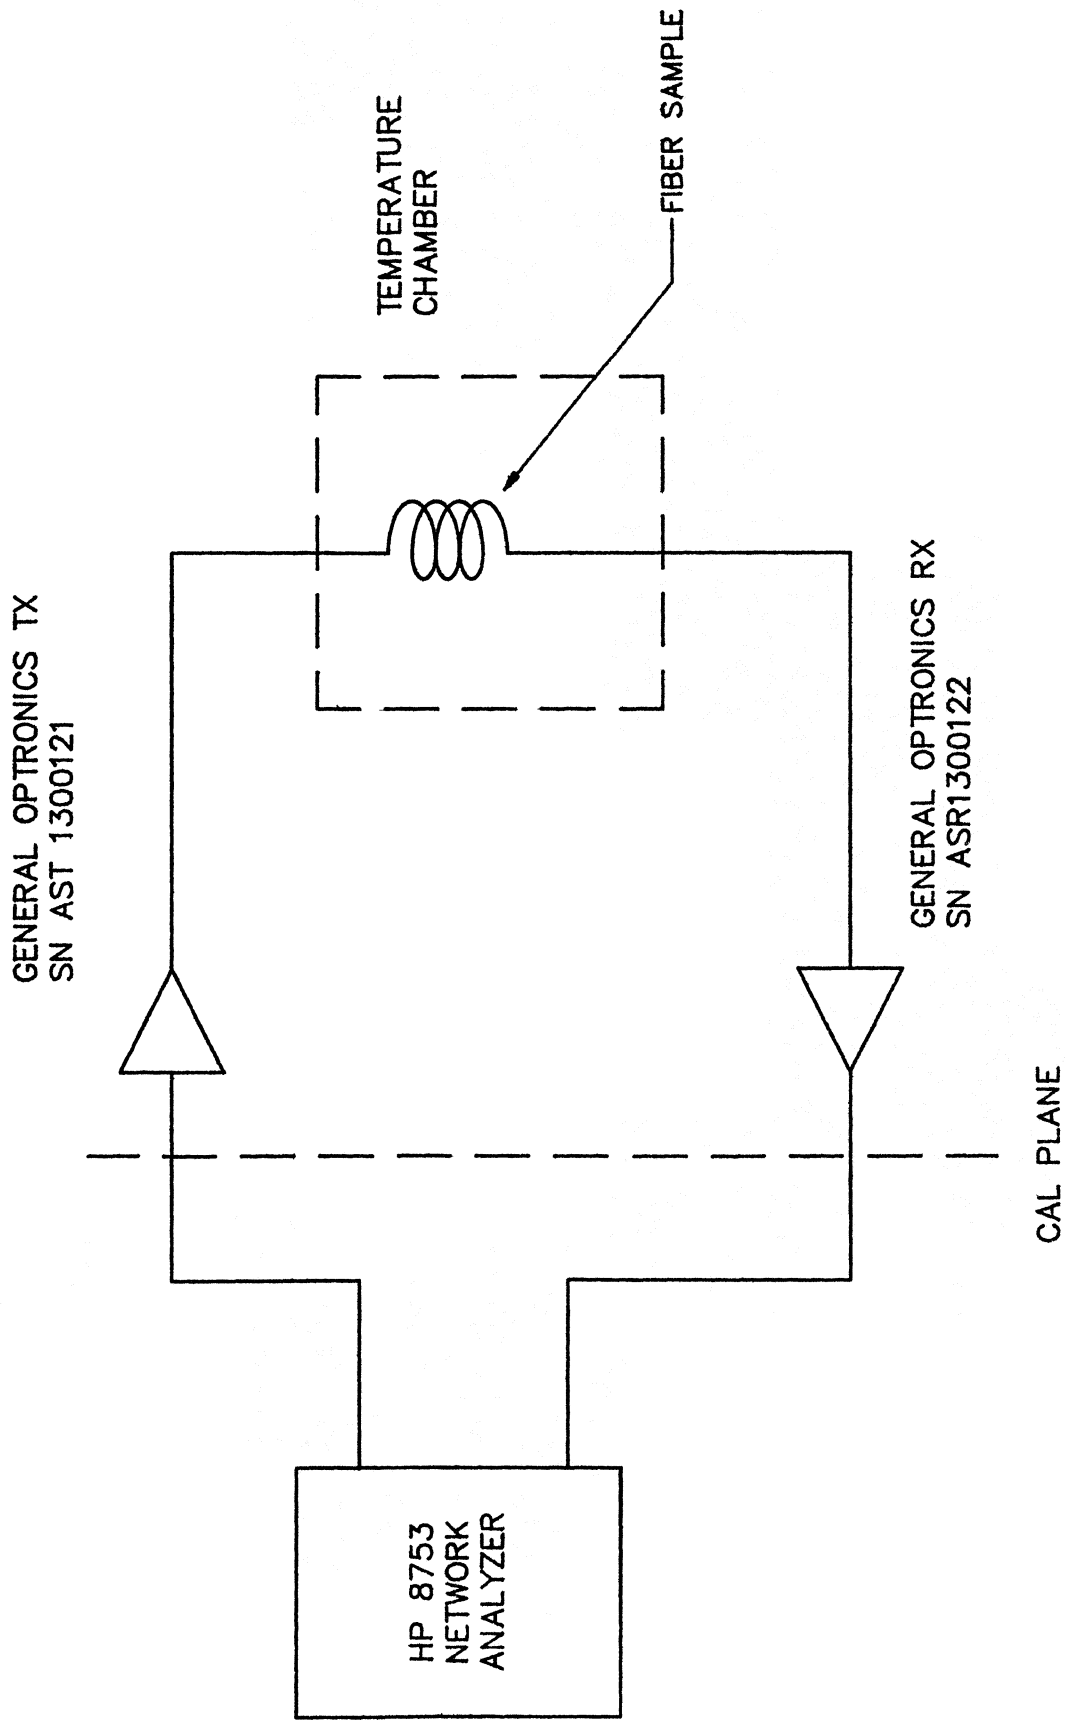 GENERAL OPTRONICS TX
SN AST 1300121
TEMPERATURE
CHAMBER
HP 8753
NETWORK
ANALYZER
FIBER SAMPLE
GENERAL OPTRONICS RX
SN ASR1300122
CAL PLANE